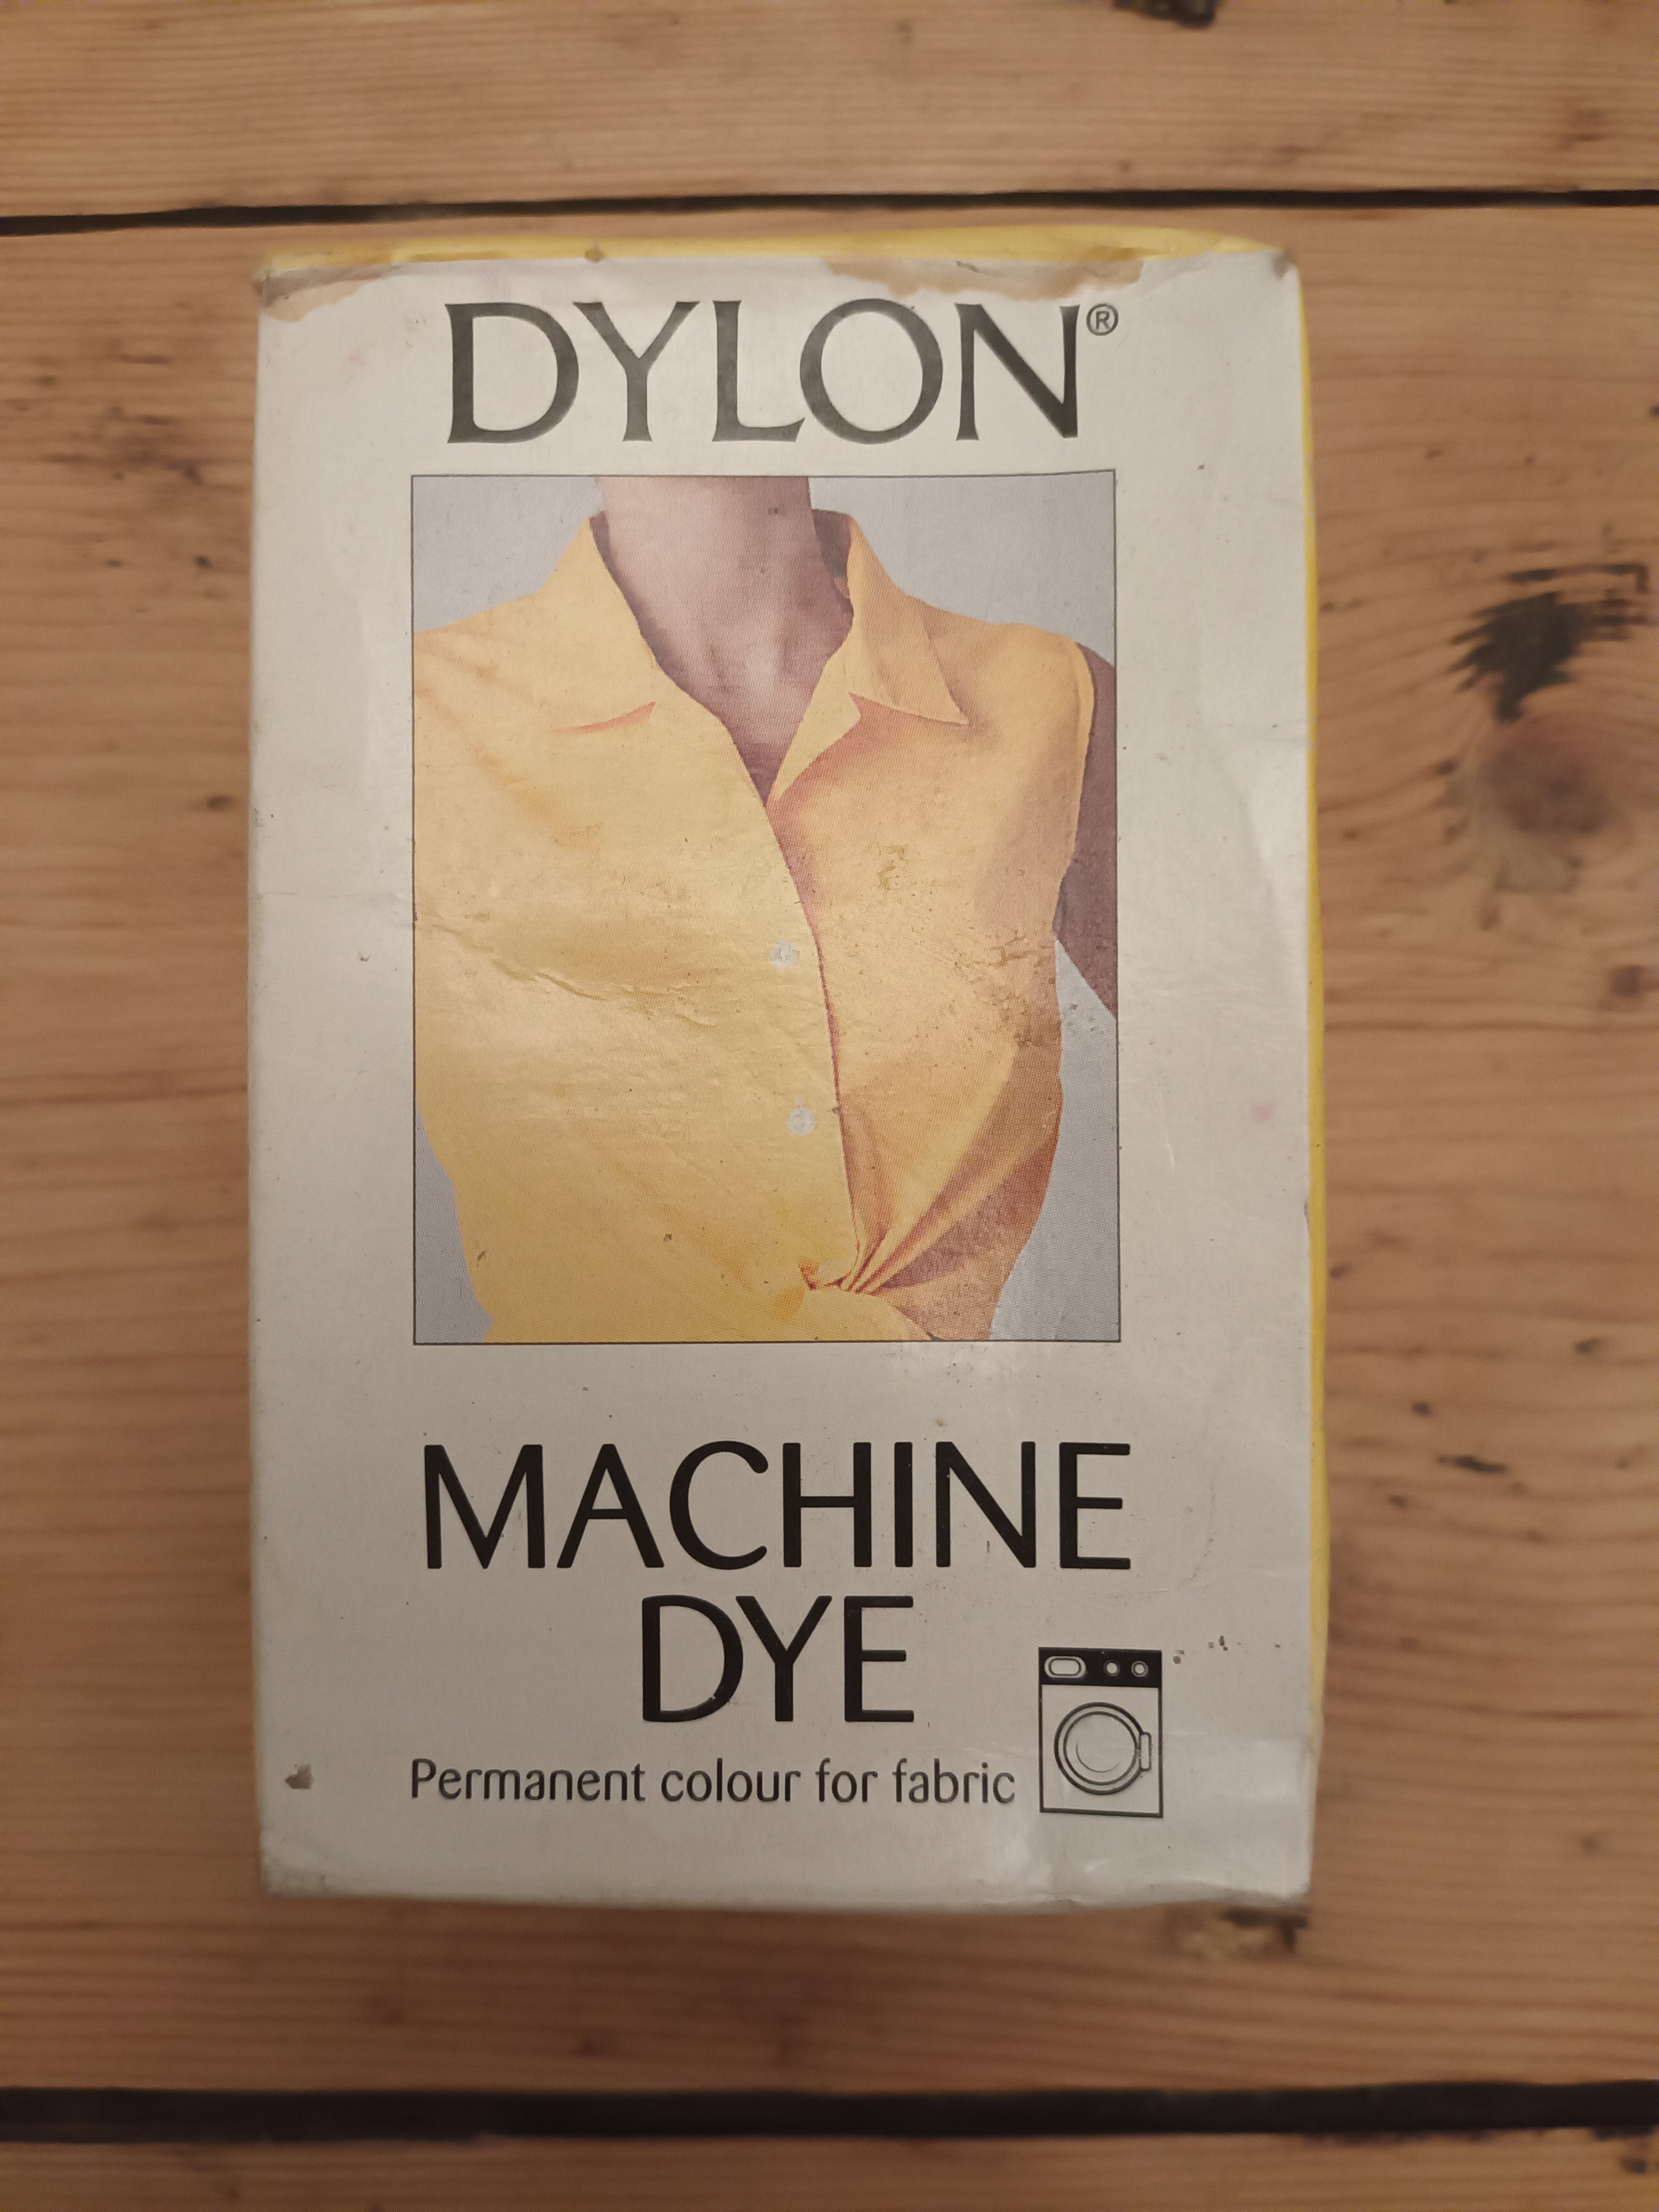 DYLON®
MACHINE
DYE
Permanent colour for fabric